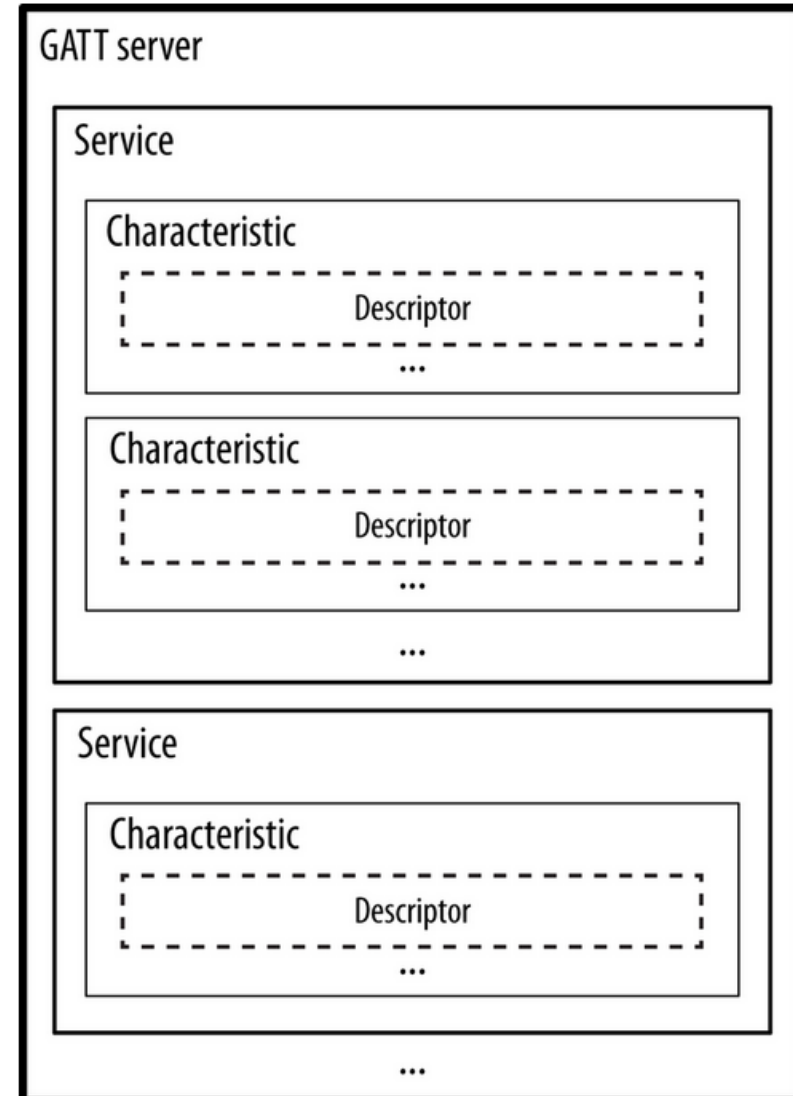 GATT server
Service
Characteristic
Descriptor
...
Characteristic
Descriptor
...
...
Service
Characteristic
Descriptor
...
...